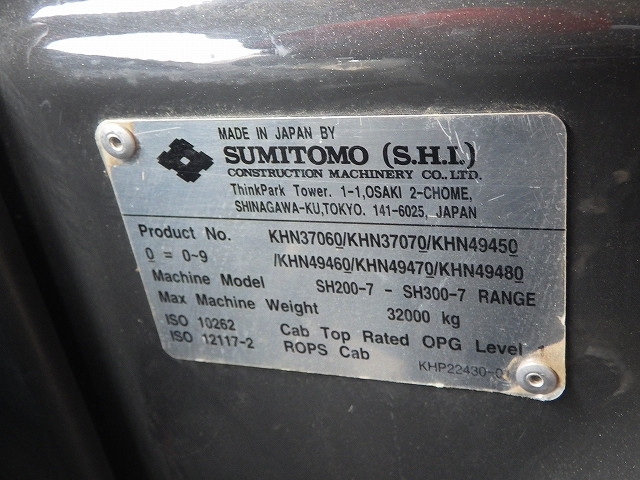 MADE IN JAPAN BY
SUMITOMO (S.H.I.)
CONSTRUCTION MACHINERY CO., LTD.
ThinkPark Tower. 1-1,OSAKI 2-CHOME,
SHINAGAWA-KU,TOKYO. 141-6025, JAPAN
Product No. KHN37060/KHN37070/KHN49450
0 = 0~9 /KHN49460/KHN49470/KHN49480
Machine Model SH200-7 - SH300-7 RANGE
Max Machine Weight 32000 kg
ISO 10262 Cab Top Rated OPG Level 1
ISO 12117-2 ROPS Cab
KHP22430-01